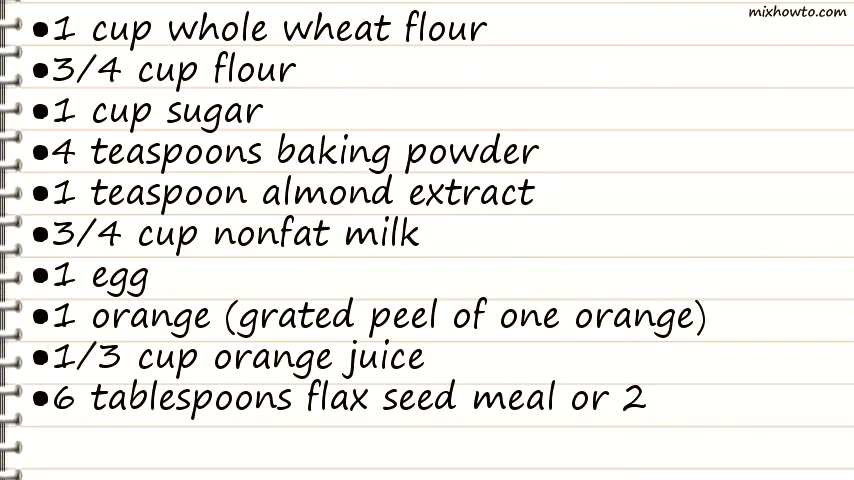 mixhowto.com
•1 cup whole wheat flour
•3/4 cup flour
•1 cup sugar
•4 teaspoons baking powder
•1 teaspoon almond extract
•3/4 cup nonfat milk
•1 egg
•1 orange (grated peel of one orange)
•1/3 cup orange juice
•6 tablespoons flax seed meal or 2